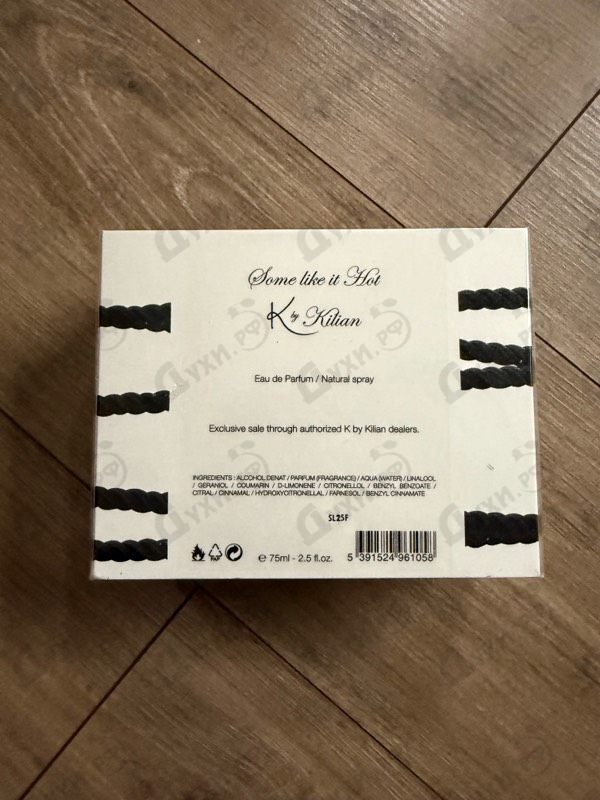 Some like it Hot
K by Kilian
Eau de Parfum / Natural spray
Exclusive sale through authorized K by Kilian dealers.
INGREDIENTS : ALCOHOL DENAT / PARFUM (FRAGRANCE) / AQUA (WATER) / LINALOOL
/ GERANIOL / COUMARIN / D-LIMONENE / CITRONELLOL / BENZYL BENZOATE /
CITRAL / CINNAMAL / HYDROXYCITRONELLAL / FARNESOL / BENZYL CINNAMATE
SL25F
PAP
℮ 75ml - 2.5 fl.oz.
5 391524 961058
Духи.рф